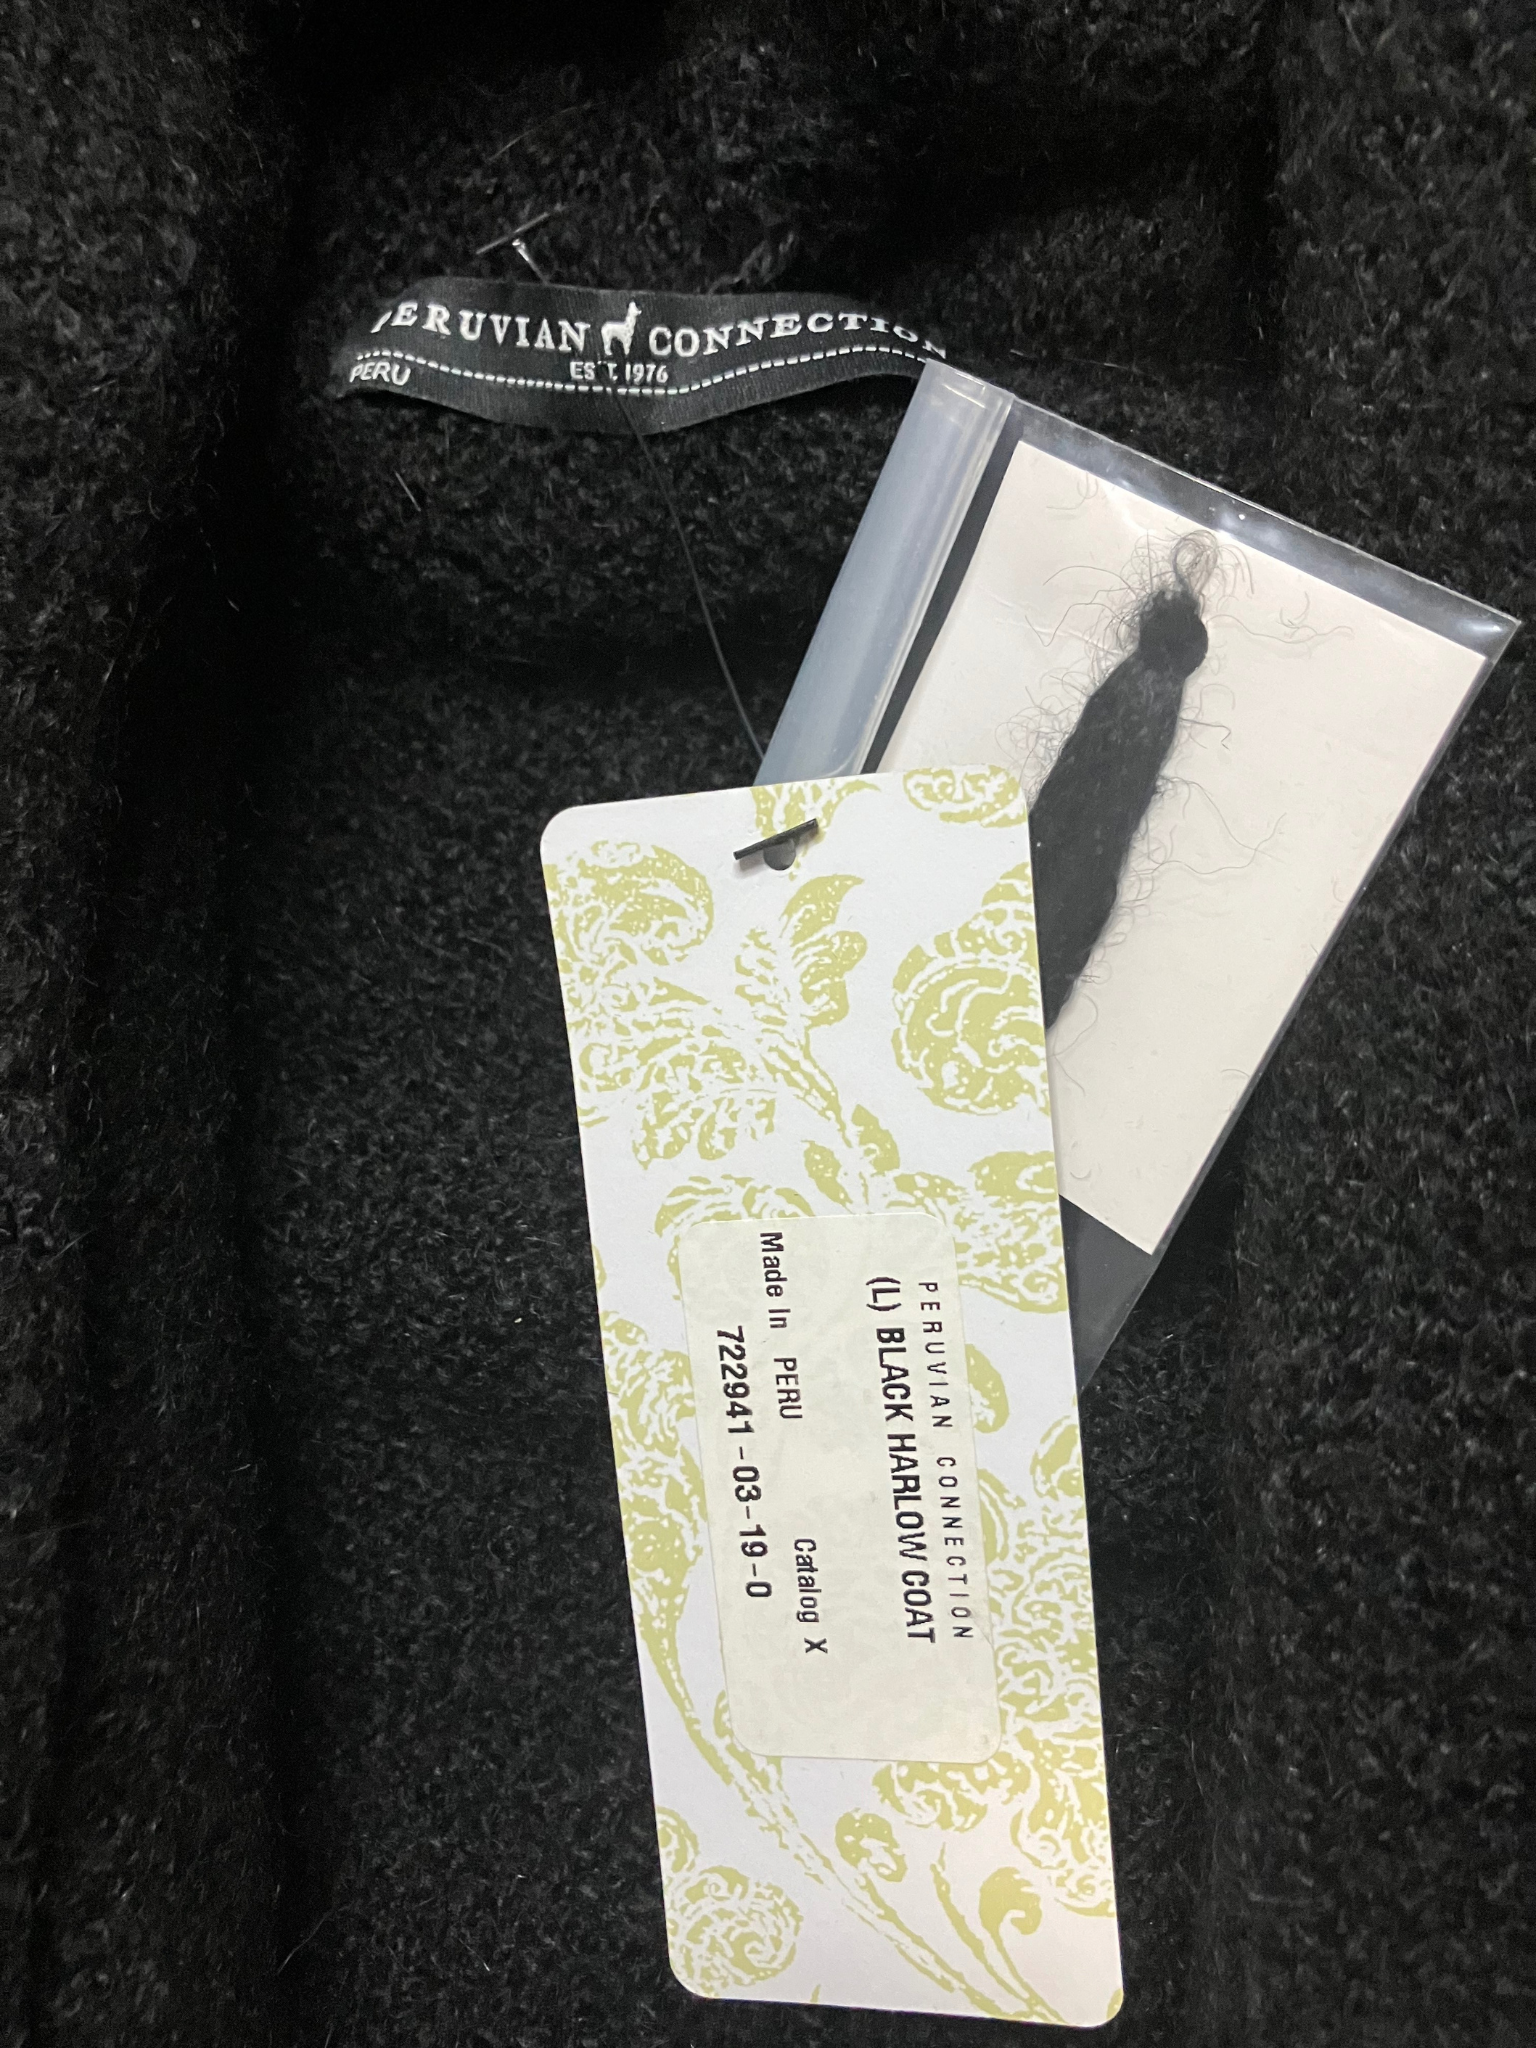 PERUVIAN CONNECTION
EST. 1976
PERU
PERUVIAN CONNECTION
(L) BLACK HARLOW COAT
Made In PERU Catalog X
722941-03-19-0